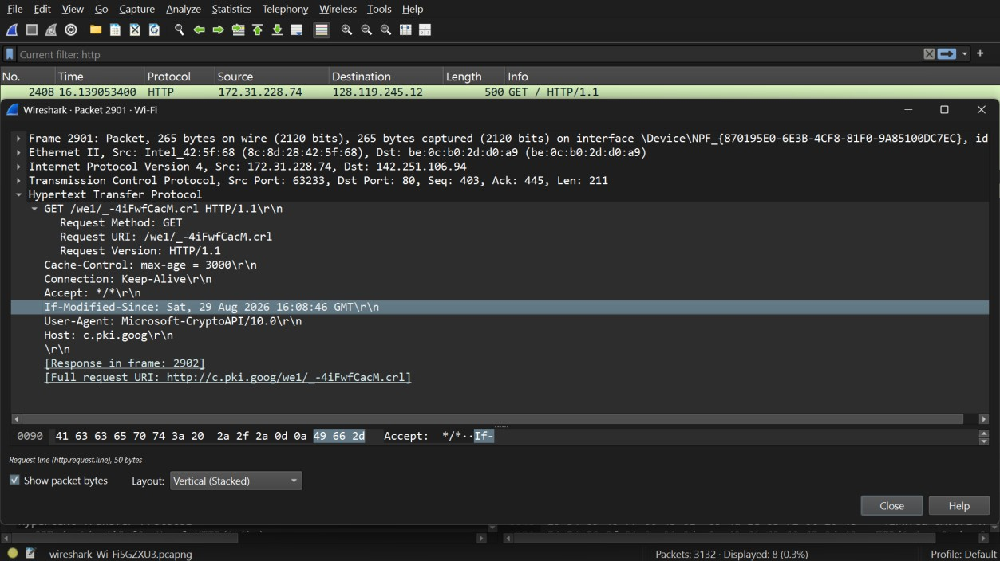 File Edit View Go Capture Analyze Statistics Telephony Wireless Tools Help
Current filter: http
No. Time Protocol Source Destination Length Info
2408 16.139053400 HTTP 172.31.228.74 128.119.245.12 500 GET / HTTP/1.1
Wireshark · Packet 2901 · Wi-Fi
Frame 2901: Packet, 265 bytes on wire (2120 bits), 265 bytes captured (2120 bits) on interface \Device\NPF_{870195E0-6E3B-4CF8-81F0-9A85100DC7EC}, id
Ethernet II, Src: Intel_42:5f:68 (8c:8d:28:42:5f:68), Dst: be:0c:b0:2d:d0:a9 (be:0c:b0:2d:d0:a9)
Internet Protocol Version 4, Src: 172.31.228.74, Dst: 142.251.106.94
Transmission Control Protocol, Src Port: 63233, Dst Port: 80, Seq: 403, Ack: 445, Len: 211
Hypertext Transfer Protocol
GET /we1/_-4iFwfCacM.crl HTTP/1.1\r\n
Request Method: GET
Request URI: /we1/_-4iFwfCacM.crl
Request Version: HTTP/1.1
Cache-Control: max-age = 3000\r\n
Connection: Keep-Alive\r\n
Accept: */*\r\n
If-Modified-Since: Sat, 29 Aug 2026 16:08:46 GMT\r\n
User-Agent: Microsoft-CryptoAPI/10.0\r\n
Host: c.pki.goog\r\n
\r\n
[Response in frame: 2902]
[Full request URI: http://c.pki.goog/we1/_-4iFwfCacM.crl]
0090 41 63 63 65 70 74 3a 20 2a 2f 2a 0d 0a 49 66 2d Accept: */*··If-
Request line (http.request.line), 50 bytes
Show packet bytes Layout: Vertical (Stacked)
Close Help
wireshark_Wi-Fi5GZXU3.pcapng Packets: 3132 · Displayed: 8 (0.3%) Profile: Default